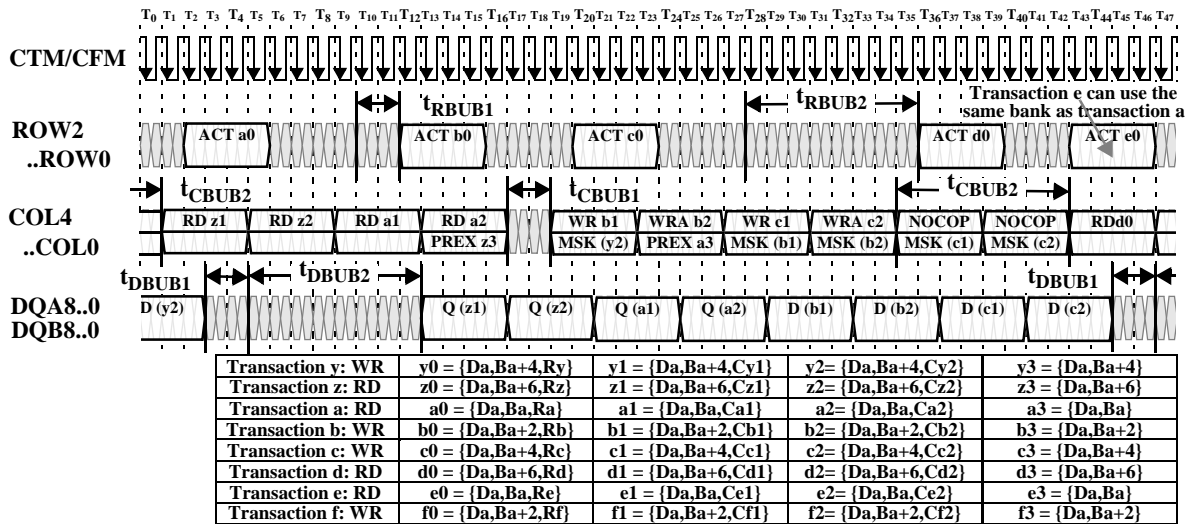 T0 T1 T2 T3 T4 T5 T6 T7 T8 T9 T10 T11 T12 T13 T14 T15 T16 T17 T18 T19 T20 T21 T22 T23 T24 T25 T26 T27 T28 T29 T30 T31 T32 T33 T34 T35 T36 T37 T38 T39 T40 T41 T42 T43 T44 T45 T46 T47
CTM/CFM
tRBUB1 tRBUB2 Transaction e can use the
same bank as transaction a
ROW2 ACT a0 ACT b0 ACT c0 ACT d0 ACT e0
..ROW0
tCBUB2 tCBUB1 tCBUB2
COL4 RD z1 RD z2 RD a1 RD a2 WR b1 WRA b2 WR c1 WRA c2 NOCOP NOCOP RDd0
..COL0 PREX z3 MSK (y2) PREX a3 MSK (b1) MSK (b2) MSK (c1) MSK (c2)
tDBUB1 tDBUB2 tDBUB1
DQA8..0 D (y2) Q (z1) Q (z2) Q (a1) Q (a2) D (b1) D (b2) D (c1) D (c2)
DQB8..0
Transaction y: WR y0 = {Da,Ba+4,Ry} y1 = {Da,Ba+4,Cy1} y2= {Da,Ba+4,Cy2} y3 = {Da,Ba+4}
Transaction z: RD z0 = {Da,Ba+6,Rz} z1 = {Da,Ba+6,Cz1} z2= {Da,Ba+6,Cz2} z3 = {Da,Ba+6}
Transaction a: RD a0 = {Da,Ba,Ra} a1 = {Da,Ba,Ca1} a2= {Da,Ba,Ca2} a3 = {Da,Ba}
Transaction b: WR b0 = {Da,Ba+2,Rb} b1 = {Da,Ba+2,Cb1} b2= {Da,Ba+2,Cb2} b3 = {Da,Ba+2}
Transaction c: WR c0 = {Da,Ba+4,Rc} c1 = {Da,Ba+4,Cc1} c2= {Da,Ba+4,Cc2} c3 = {Da,Ba+4}
Transaction d: RD d0 = {Da,Ba+6,Rd} d1 = {Da,Ba+6,Cd1} d2= {Da,Ba+6,Cd2} d3 = {Da,Ba+6}
Transaction e: RD e0 = {Da,Ba,Re} e1 = {Da,Ba,Ce1} e2= {Da,Ba,Ce2} e3 = {Da,Ba}
Transaction f: WR f0 = {Da,Ba+2,Rf} f1 = {Da,Ba+2,Cf1} f2= {Da,Ba+2,Cf2} f3 = {Da,Ba+2}